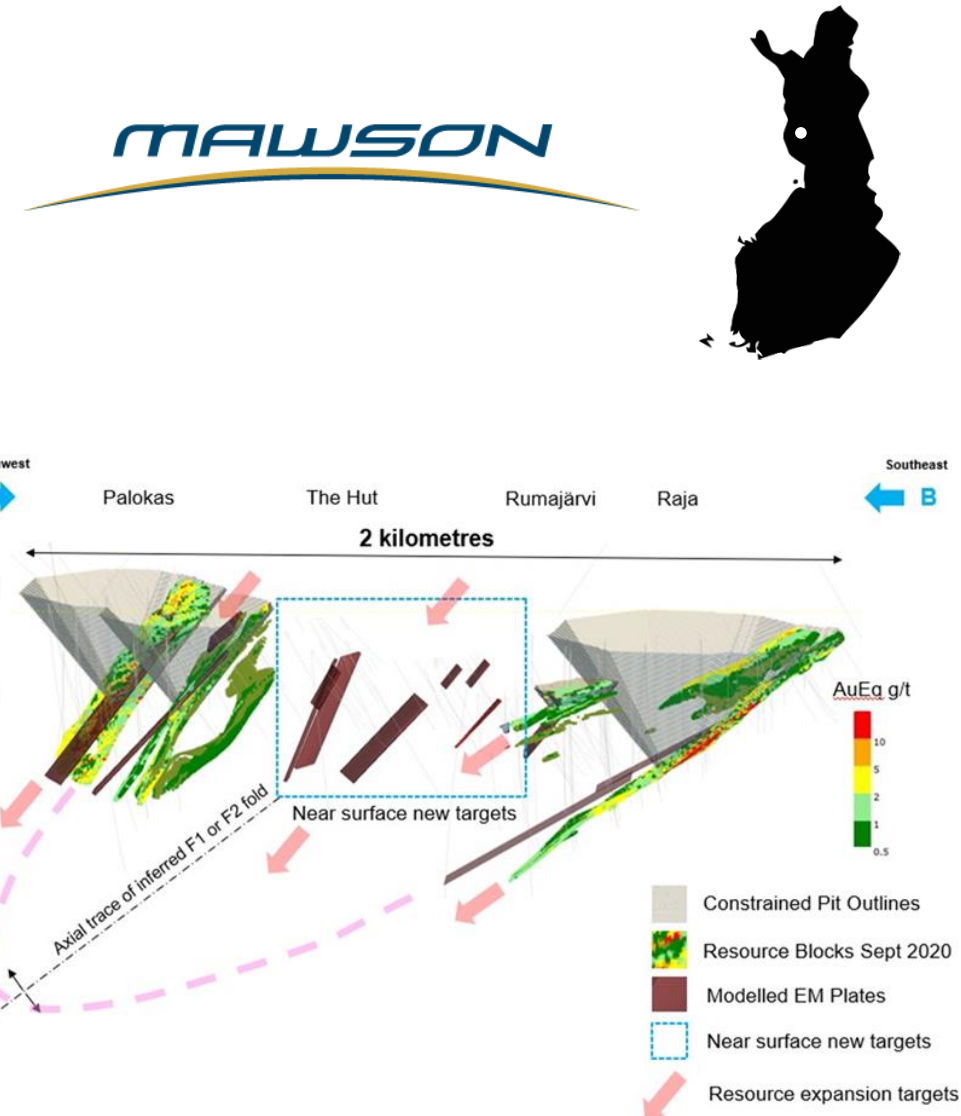 MAWSON
west
Southeast
Palokas
The Hut
Rumajärvi
Raja
B
2 kilometres
AuEq g/t
10
5
2
1
0.5
Near surface new targets
Axial trace of inferred F1 or F2 fold
Constrained Pit Outlines
Resource Blocks Sept 2020
Modelled EM Plates
Near surface new targets
Resource expansion targets